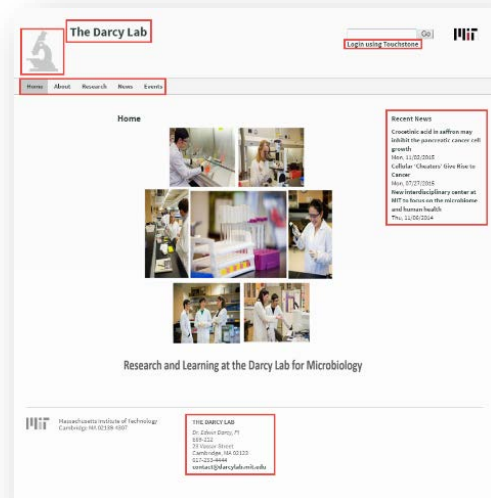 The Darcy Lab
Go
Login using Touchstone
Home About Research News Events
Home
Recent News
Crocetinic acid in saffron may
inhibit the pancreatic cancer cell
growth
Mon, 11/02/2015
Cellular 'Cheaters' Give Rise to
Cancer
Mon, 07/27/2015
New interdisciplinary center at
MIT to focus on the microbiome
and human health
Thu, 11/06/2014
Research and Learning at the Darcy Lab for Microbiology
Massachusetts Institute of Technology
Cambridge MA 02139-4307
THE DARCY LAB
Dr. Edwin Darcy, PI
77 Vassar Street
Cambridge, MA 02133
contact@darcylab.mit.edu